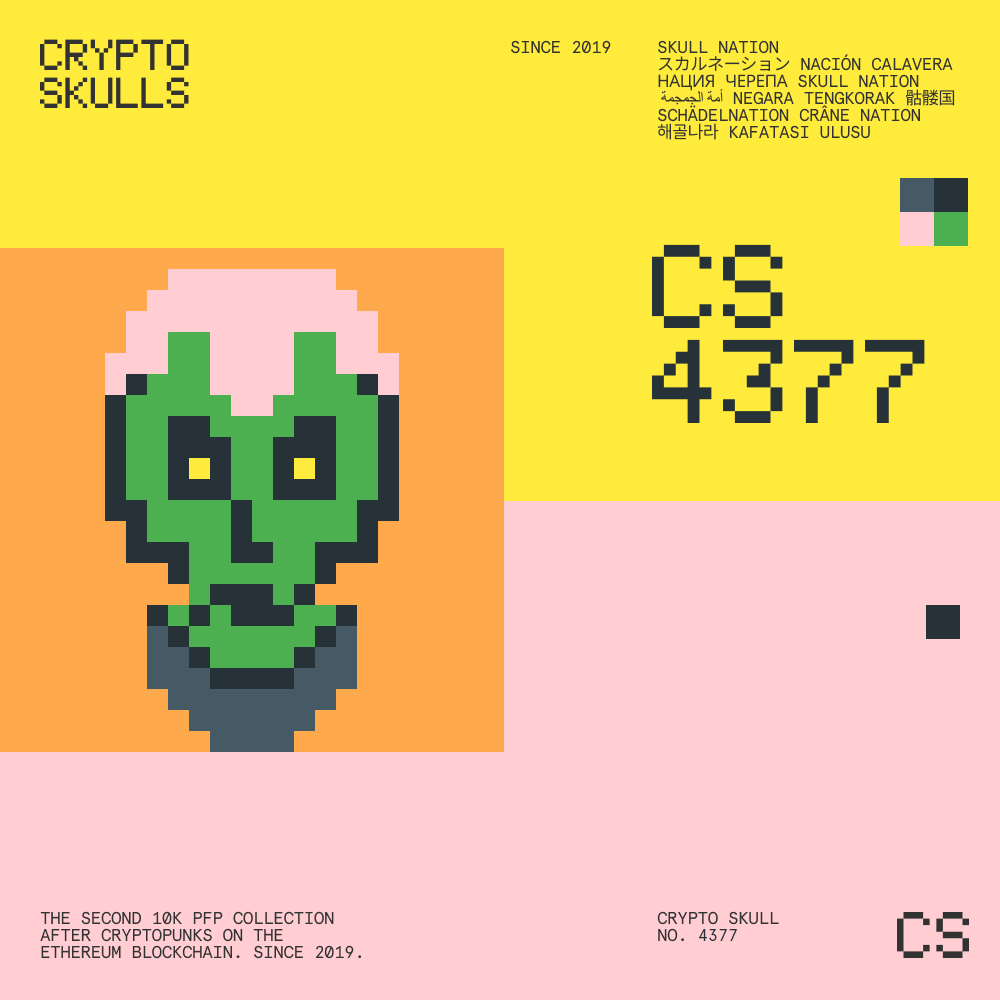 CRYPTO
SKULLS
SINCE 2019
SKULL NATION
スカルネーション NACIÓN CALAVERA
НАЦИЯ ЧЕРЕПА SKULL NATION
أمة الجمجمة NEGARA TENGKORAK 骷髅国
SCHÄDELNATION CRÂNE NATION
해골나라 KAFATASI ULUSU
CS
4377
THE SECOND 10K PFP COLLECTION
AFTER CRYPTOPUNKS ON THE
ETHEREUM BLOCKCHAIN. SINCE 2019.
CRYPTO SKULL
NO. 4377
CS